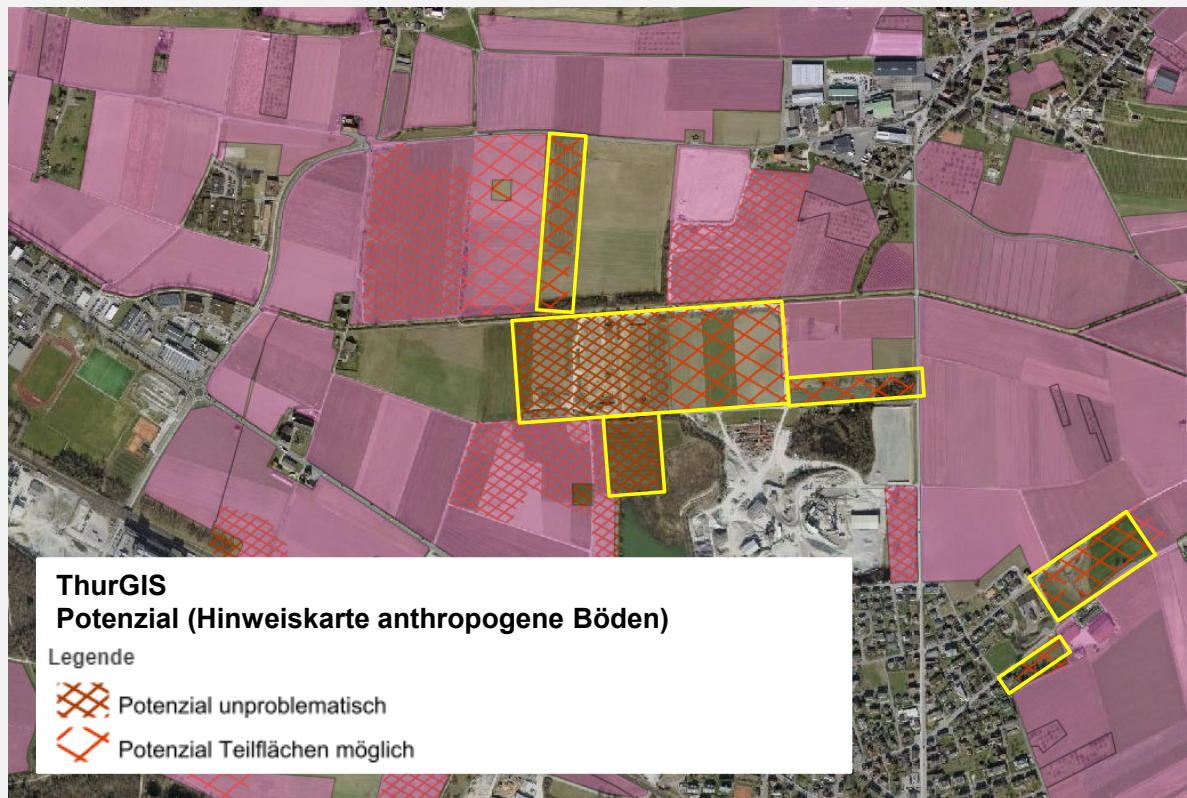 ThurGIS
Potenzial (Hinweiskarte anthropogene Böden)
Legende
Potenzial unproblematisch
Potenzial Teilflächen möglich